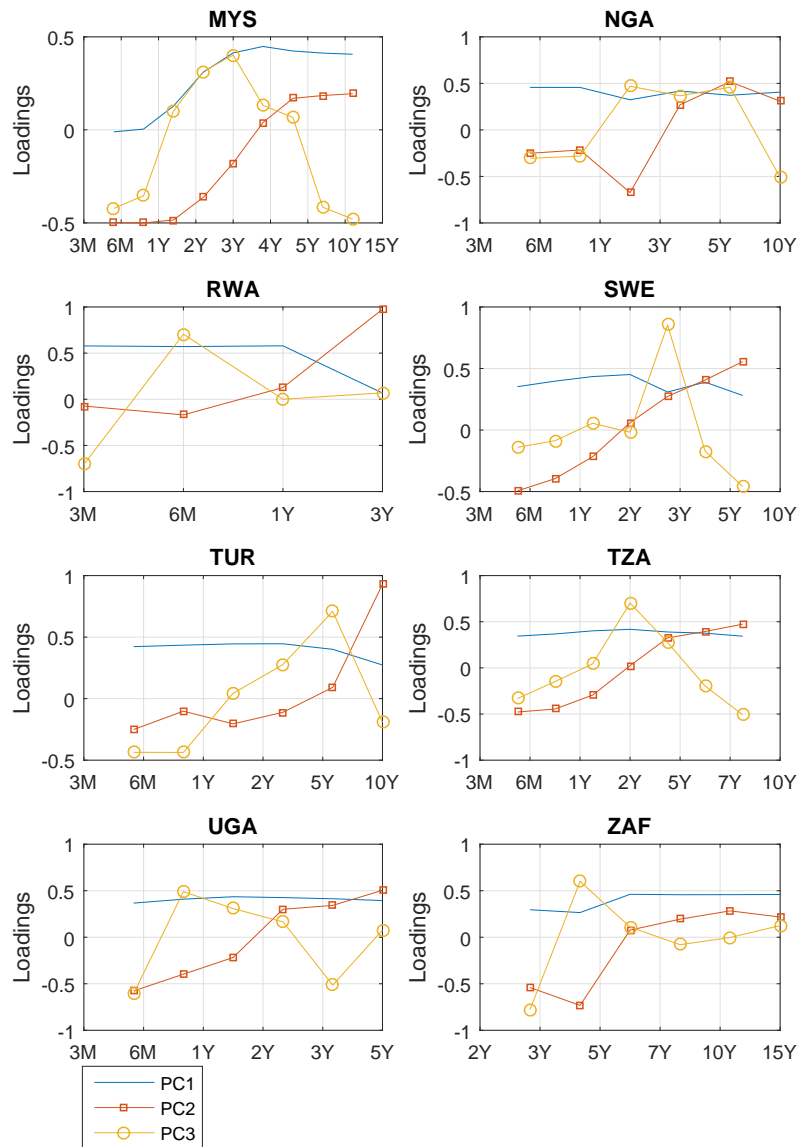 MYS
Loadings
0.5
0
-0.5
3M 6M 1Y 2Y 3Y 4Y 5Y 10Y 15Y
NGA
Loadings
1
0.5
0
-0.5
-1
3M 6M 1Y 3Y 5Y 10Y
RWA
Loadings
1
0.5
0
-0.5
-1
3M 6M 1Y 3Y
SWE
Loadings
1
0.5
0
-0.5
3M 6M 1Y 2Y 3Y 5Y 10Y
TUR
Loadings
1
0.5
0
-0.5
3M 6M 1Y 2Y 5Y 10Y
TZA
Loadings
1
0.5
0
-0.5
-1
3M 6M 1Y 2Y 5Y 7Y 10Y
UGA
Loadings
1
0.5
0
-0.5
-1
3M 6M 1Y 2Y 3Y 5Y
ZAF
Loadings
1
0.5
0
-0.5
-1
2Y 3Y 5Y 7Y 10Y 15Y
PC1
PC2
PC3